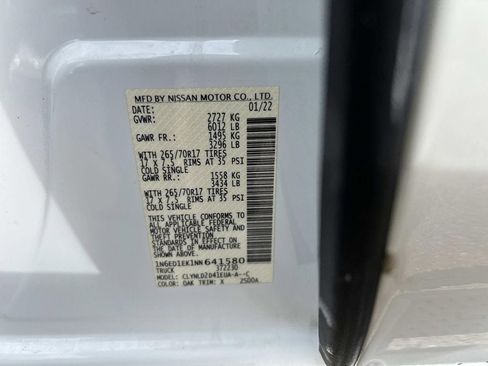 MFD BY NISSAN MOTOR CO., LTD.
DATE: 01/22
GVWR: 2727 KG
6012 LB
GAWR FR.: 1495 KG
3296 LB
WITH 265/70R17 TIRES
17 X 7.5 RIMS AT 35 PSI
COLD SINGLE
GAWR RR.: 1558 KG
3434 LB
WITH 265/70R17 TIRES
17 X 7.5 RIMS AT 35 PSI
COLD SINGLE
THIS VEHICLE CONFORMS TO
ALL APPLICABLE FEDERAL
MOTOR VEHICLE SAFETY AND
THEFT PREVENTION
STANDARDS IN EFFECT ON
THE DATE OF MANUFACTURE
SHOWN ABOVE.
1N6ED1EK1NN641580
TRUCK 37223D
MODEL: CLYNLD2041EUA-A--C
COLOR: QAK TRIM: X 2SD0A